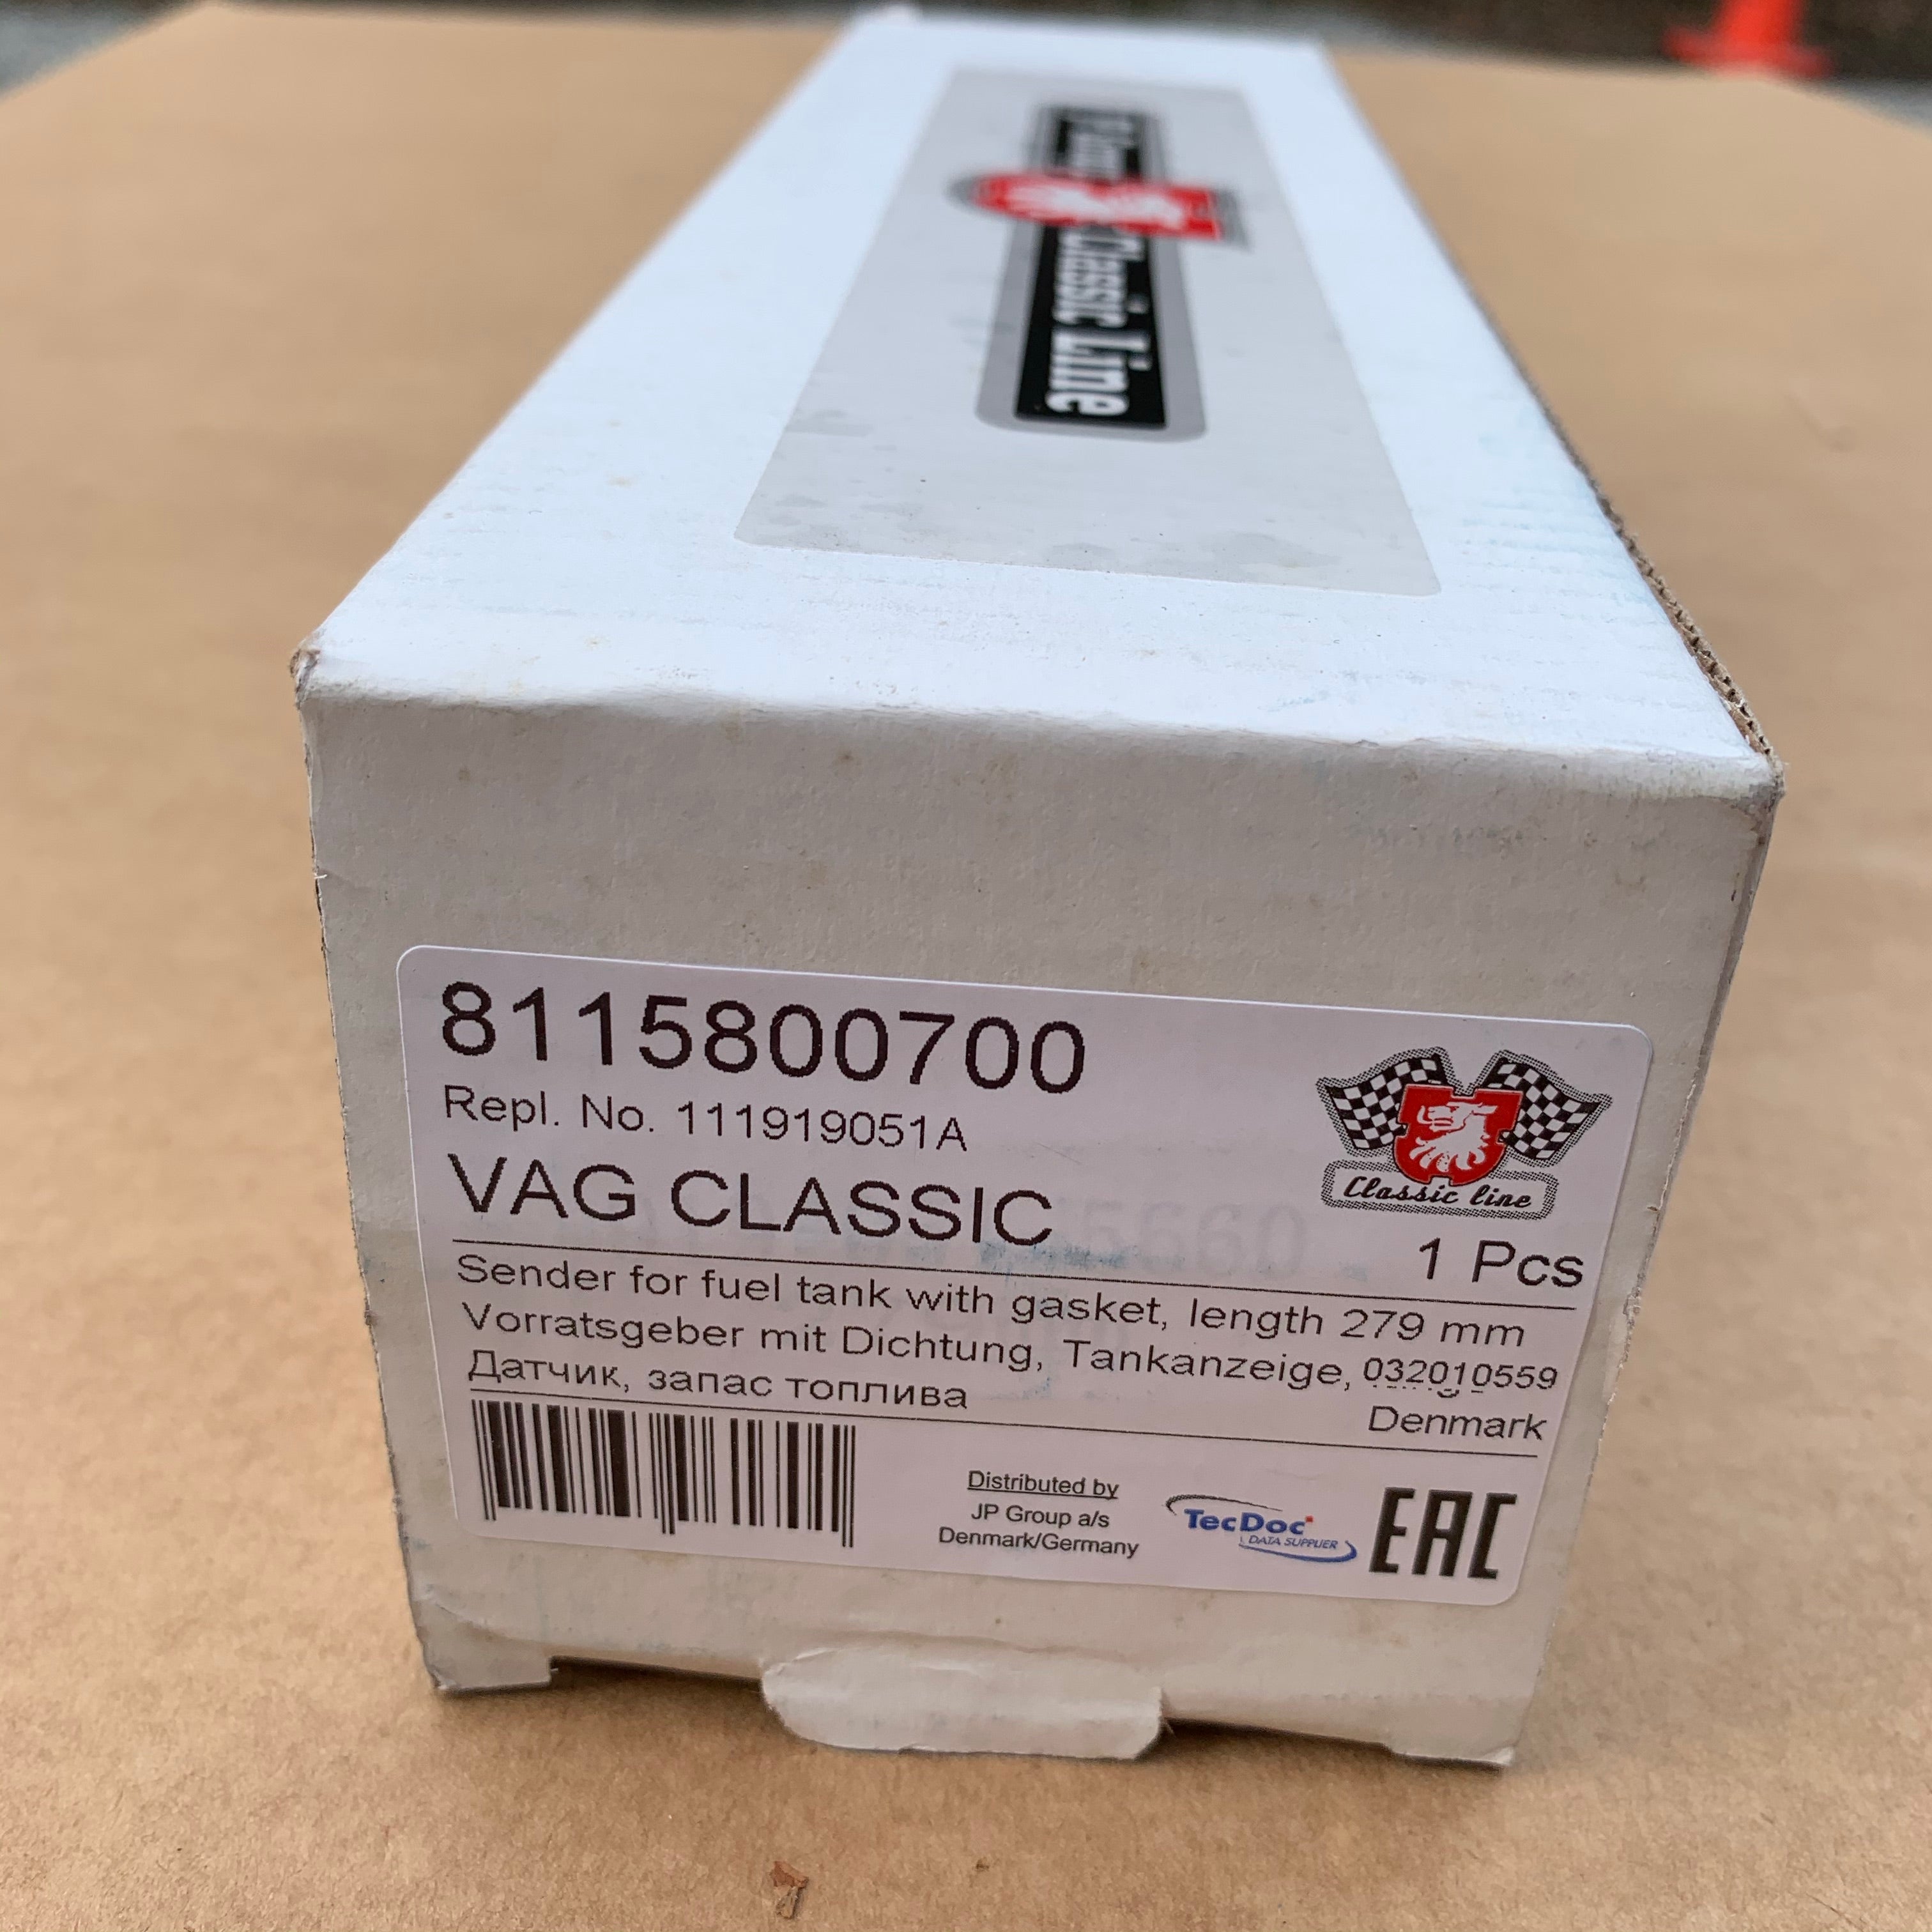 Classic Line
8115800700
Repl. No. 111919051A
VAG CLASSIC
Classic line
1 Pcs
Sender for fuel tank with gasket, length 279 mm
Vorratsgeber mit Dichtung, Tankanzeige, 032010559
Датчик, запас топлива
Denmark
Distributed by
JP Group a/s
Denmark/Germany
TecDoc
DATA SUPPLIER
EAC